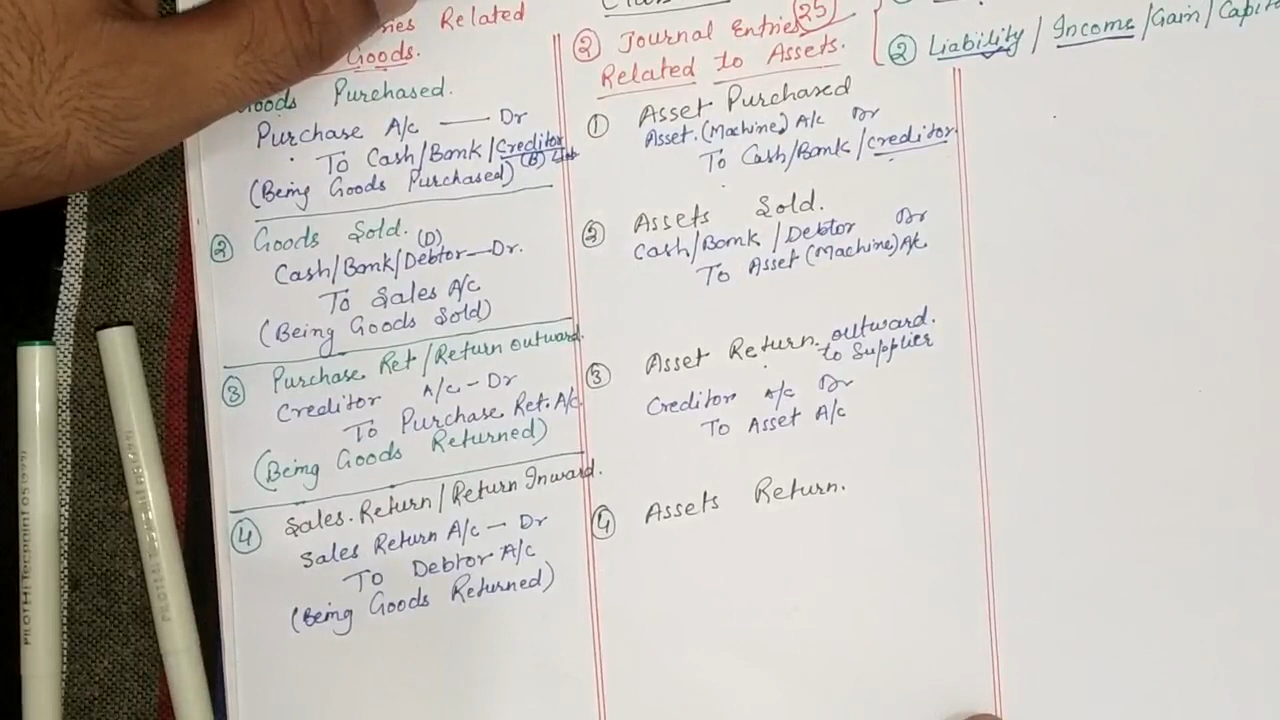 Related
Goods.
Goods Purchased.
Purchase A/c —— Dr
To Cash/Bank/Creditor
(Being Goods Purchased) (B)
② Goods Sold.
(D)
Cash/Bank/Debtor—Dr.
To Sales A/c
(Being Goods Sold)
③ Purchase Ret/Return outward.
Creditor A/c - Dr
To Purchase Ret. A/c.
(Being Goods Returned)
④ Sales. Return/Return Inward.
Sales Return A/c — Dr
To Debtor A/c
(Being Goods Returned)
② Journal Entries 25
Related to Assets.
① Asset Purchased
Asset. (Machine) A/c Dr
To Cash/Bank/creditor.
② Assets Sold.
Cash/Bank/Debtor Dr
To Asset (Machine) A/c
③ Asset Return. outward.
to Supplier
Creditor A/c Dr
To Asset A/c
④ Assets Return.
② Liability/Income/Gain/
PILOT Hi-Tecpoint 05